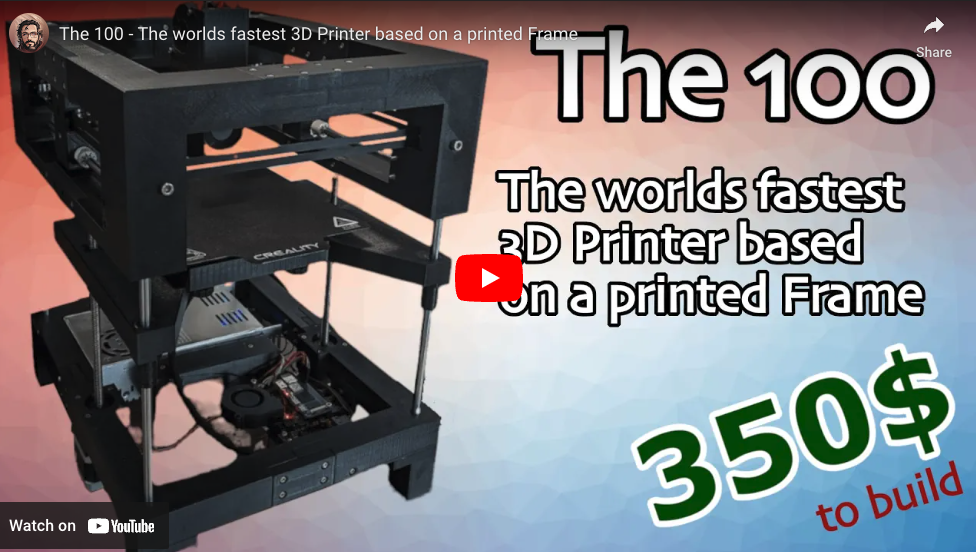 The 100 - The worlds fastest 3D Printer based on a printed Frame
Share
The 100
The worlds fastest
3D Printer based
on a printed Frame
CREALITY
350$
to build
Watch on YouTube